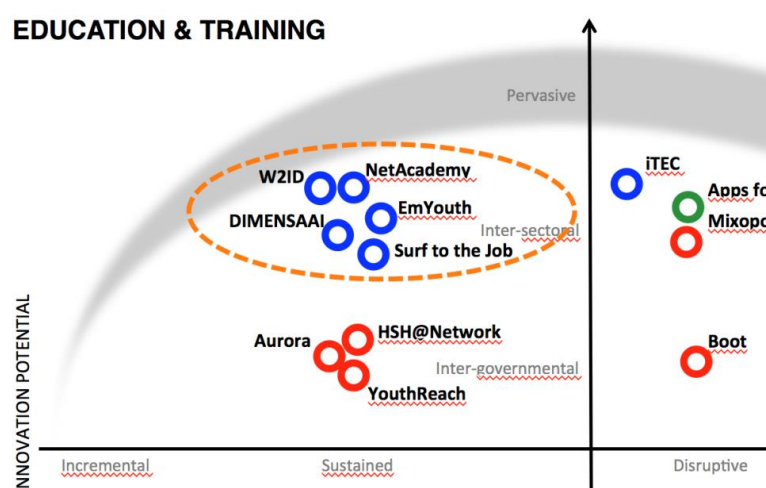 EDUCATION & TRAINING
Pervasive
iTEC
W2ID
NetAcademy
Apps fo
EmYouth
DIMENSAAI
Mixopo
Inter-sectoral
Surf to the Job
HSH@Network
Aurora
Boot
Inter-governmental
YouthReach
NNOVATION POTENTIAL
Incremental
Sustained
Disruptive